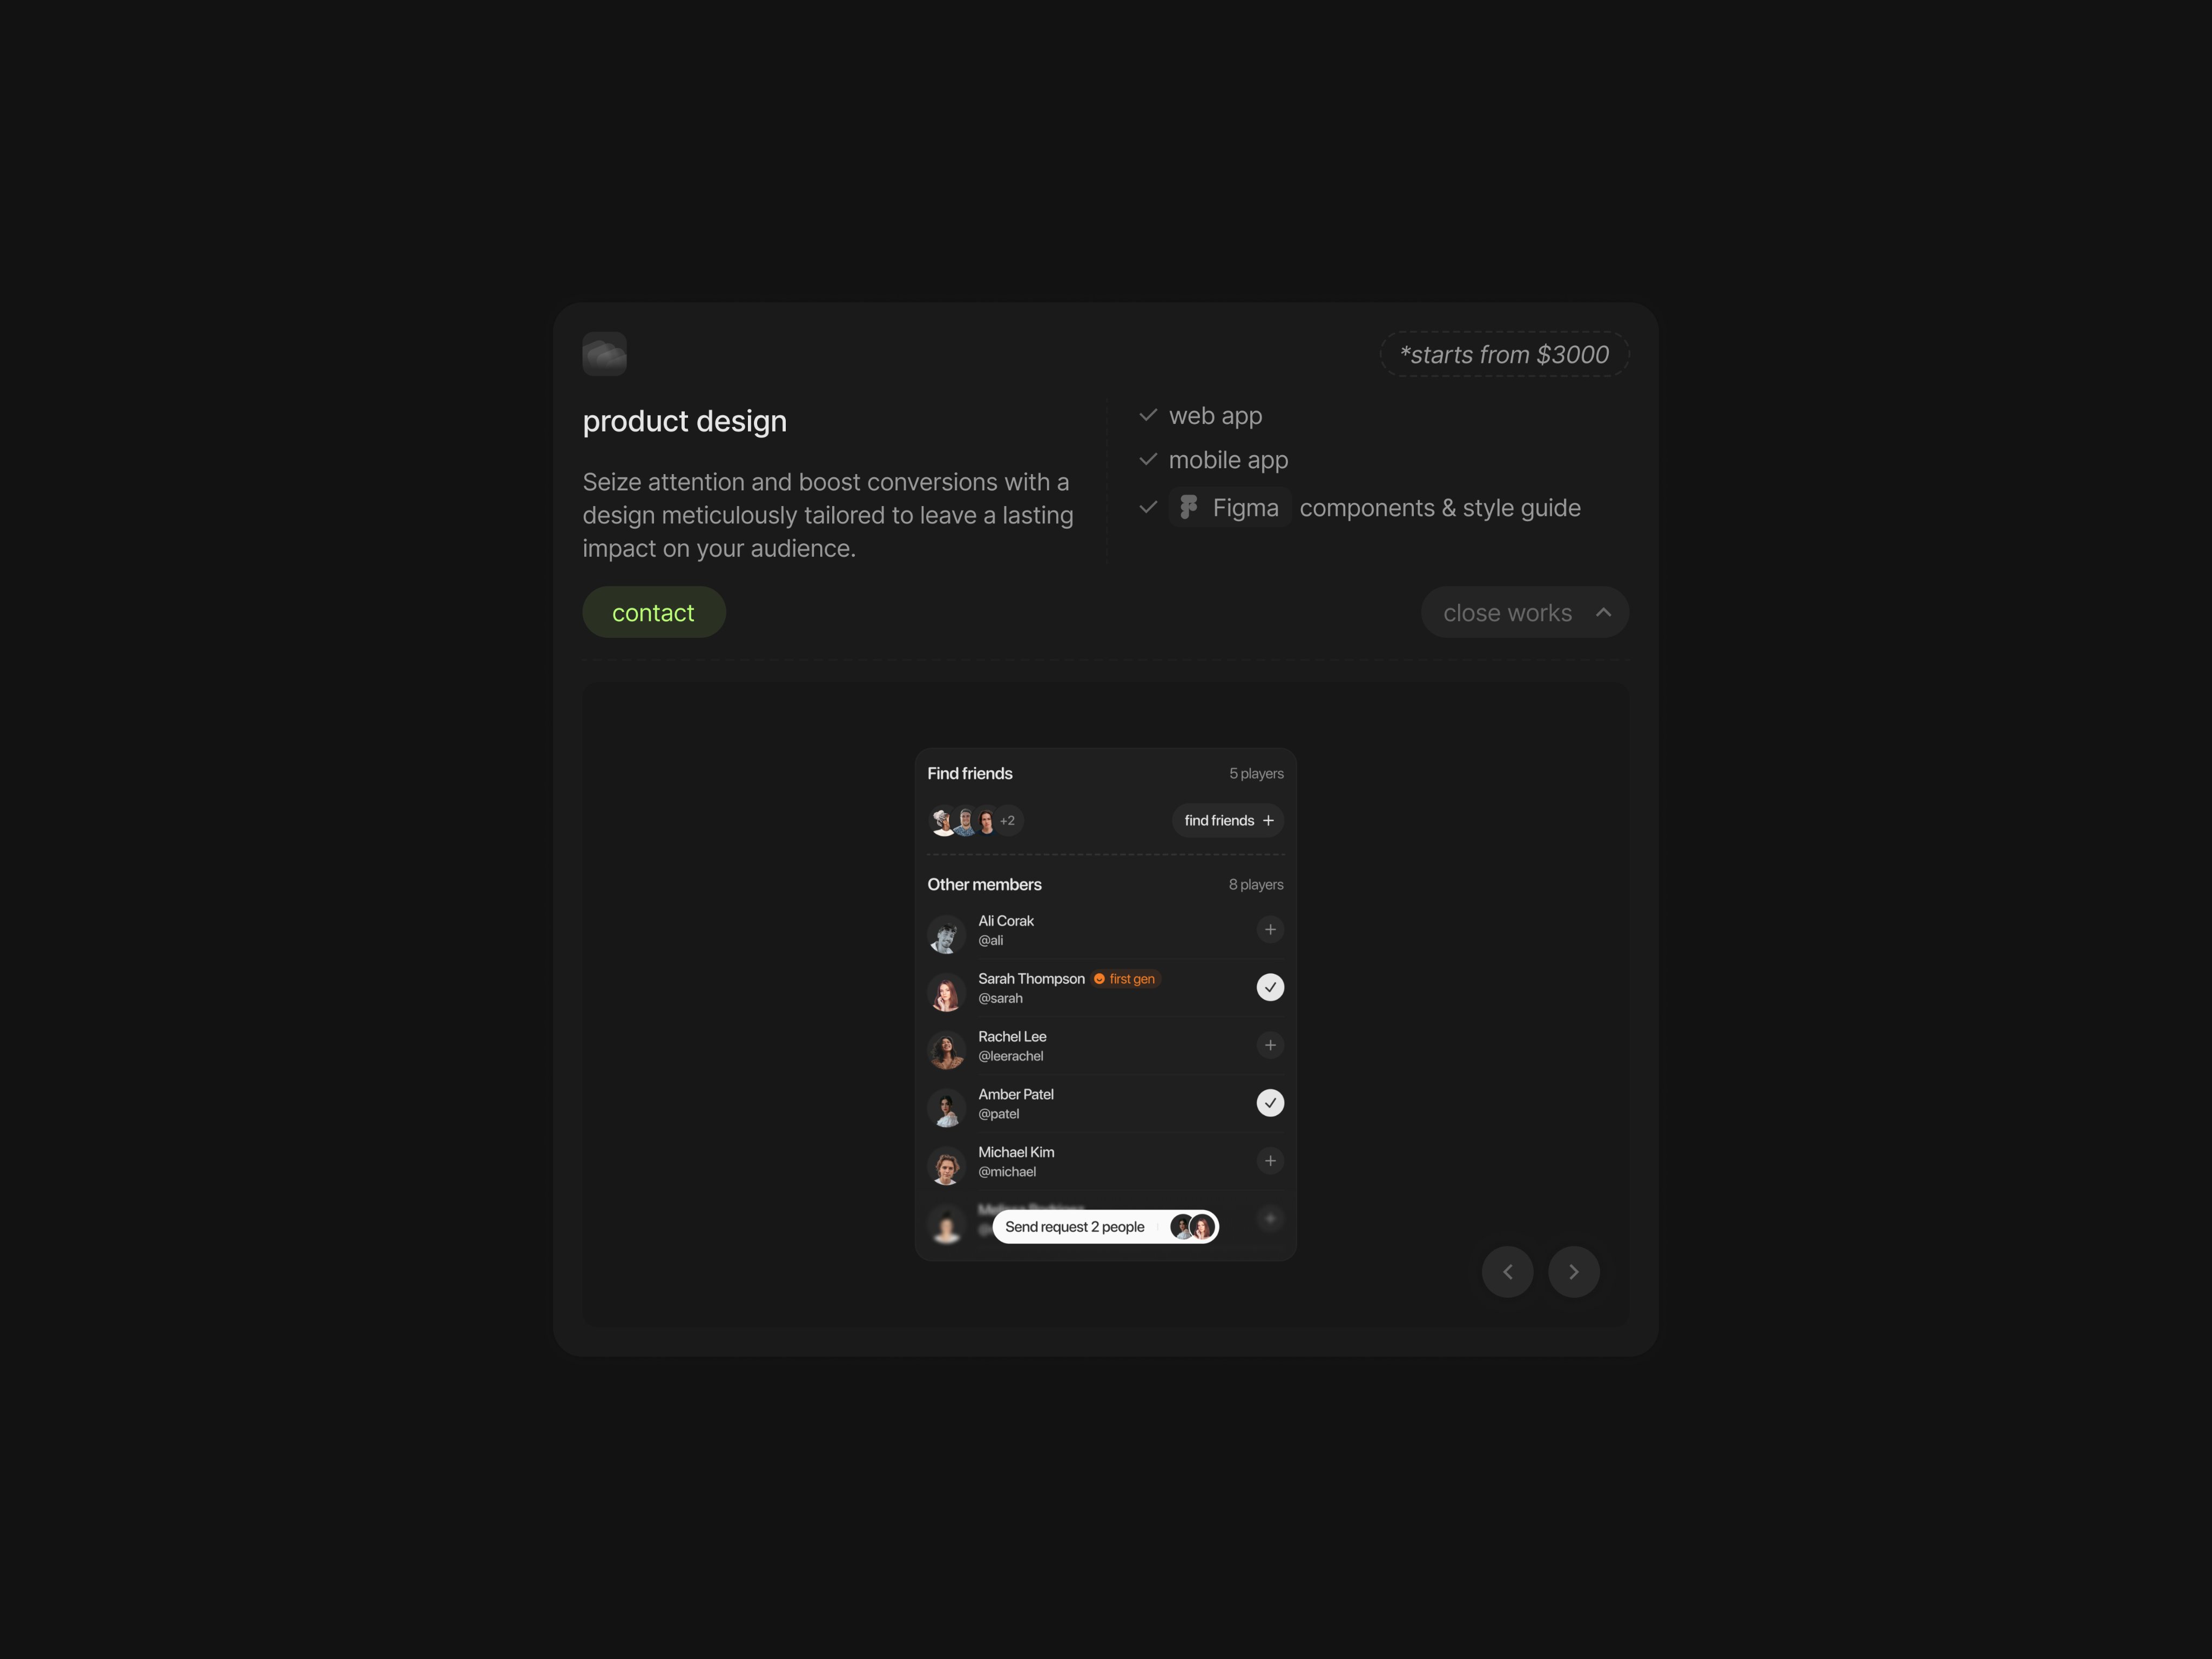 *starts from $3000
product design
Seize attention and boost conversions with a
design meticulously tailored to leave a lasting
impact on your audience.
web app
mobile app
Figma components & style guide
contact
close works
Find friends
5 players
+2
find friends
Other members
8 players
Ali Corak
@ali
Sarah Thompson first gen
@sarah
Rachel Lee
@leerachel
Amber Patel
@patel
Michael Kim
@michael
Send request 2 people